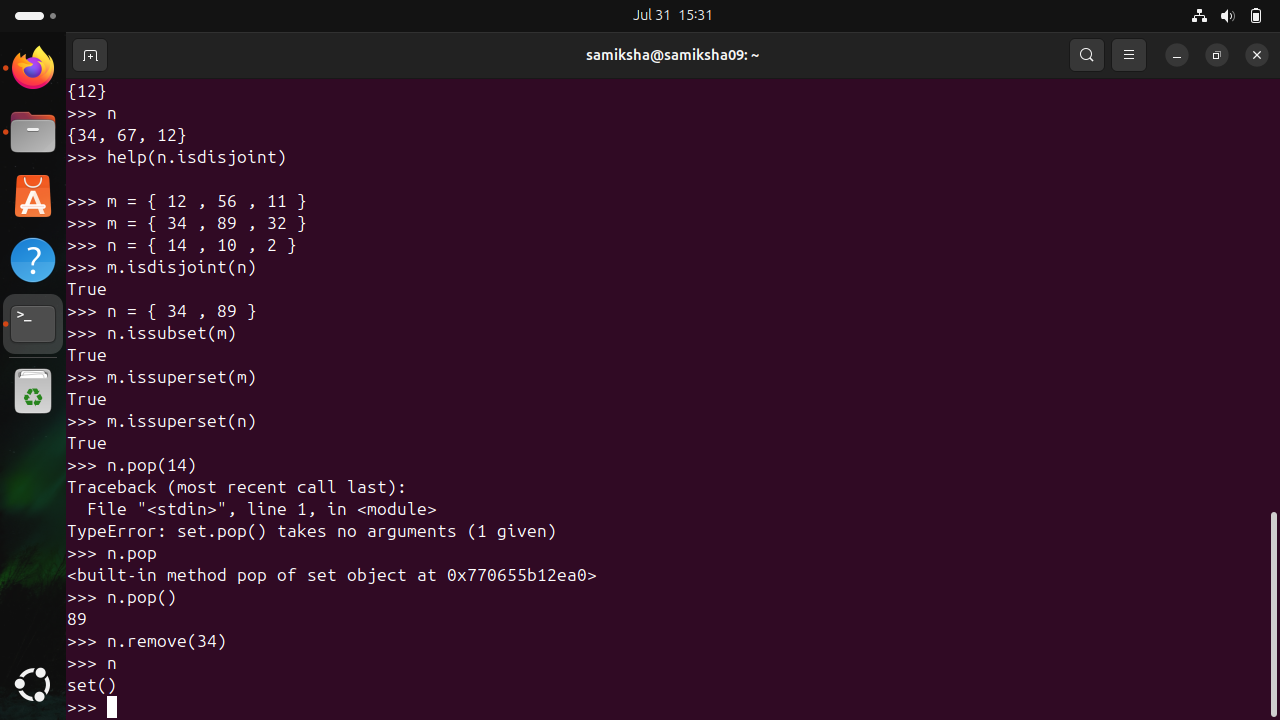 Jul 31 15:31
samiksha@samiksha09: ~
{12}
>>> n
{34, 67, 12}
>>> help(n.isdisjoint)
>>> m = { 12 , 56 , 11 }
>>> m = { 34 , 89 , 32 }
>>> n = { 14 , 10 , 2 }
>>> m.isdisjoint(n)
True
>>> n = { 34 , 89 }
>>> n.issubset(m)
True
>>> m.issuperset(m)
True
>>> m.issuperset(n)
True
>>> n.pop(14)
Traceback (most recent call last):
  File "<stdin>", line 1, in <module>
TypeError: set.pop() takes no arguments (1 given)
>>> n.pop
<built-in method pop of set object at 0x770655b12ea0>
>>> n.pop()
89
>>> n.remove(34)
>>> n
set()
>>>